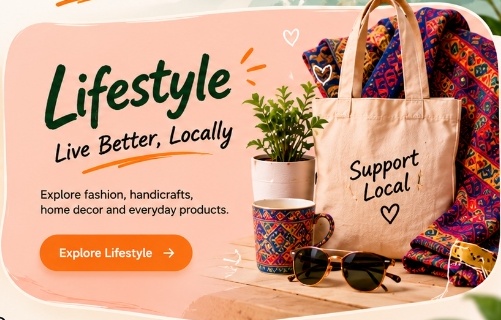 Lifestyle
Live Better, Locally
Explore fashion, handicrafts,
home decor and everyday products.
Explore Lifestyle →
Support
Local